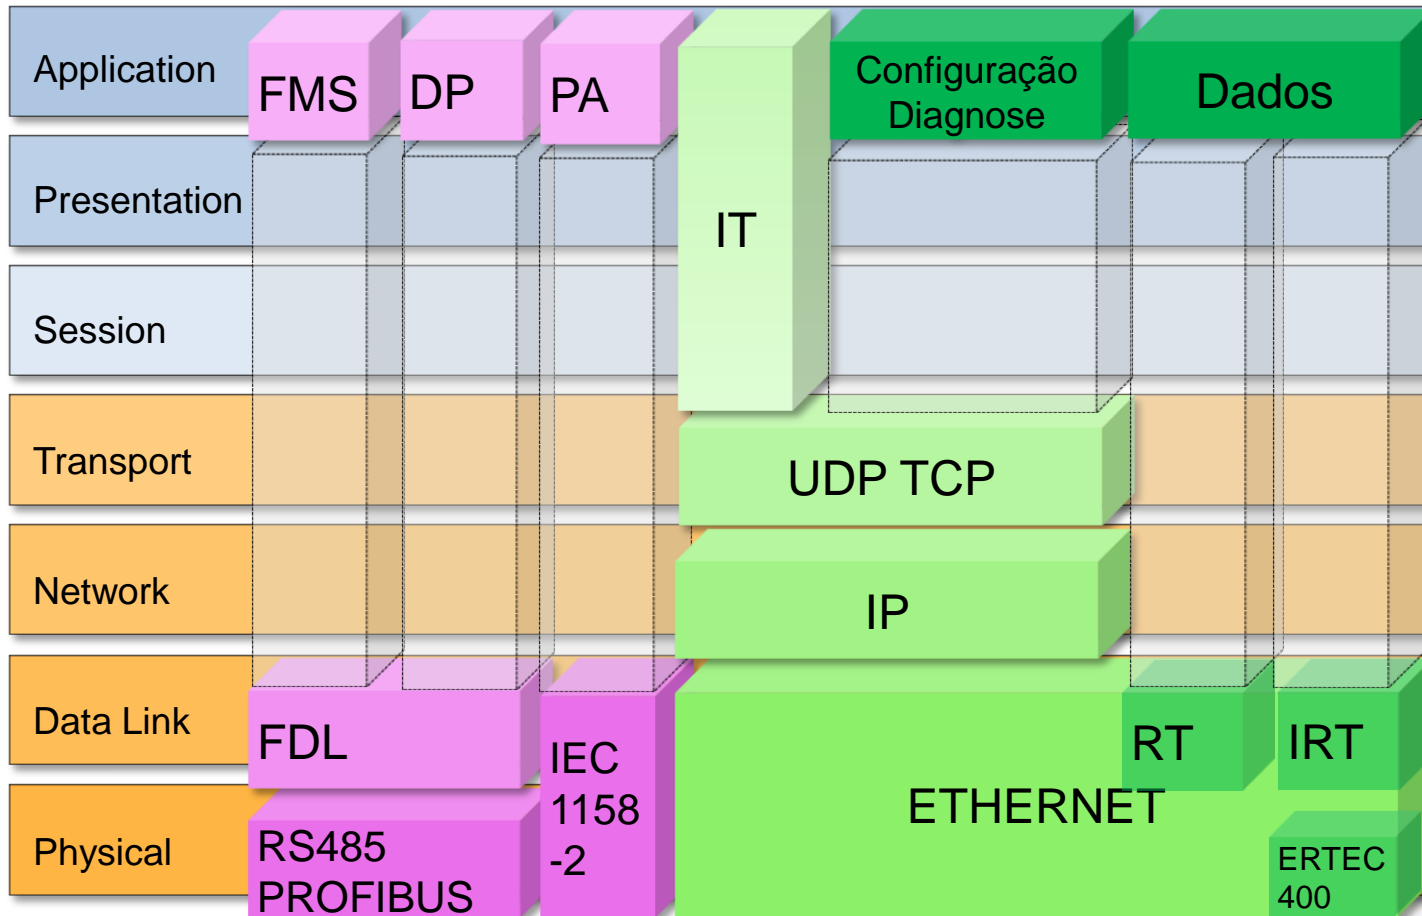 Application
FMS
DP
PA
IT
Configuração
Diagnose
Dados
Presentation
Session
Transport
UDP TCP
Network
IP
Data Link
FDL
IEC
1158
-2
RT
IRT
ETHERNET
Physical
RS485
PROFIBUS
ERTEC
400